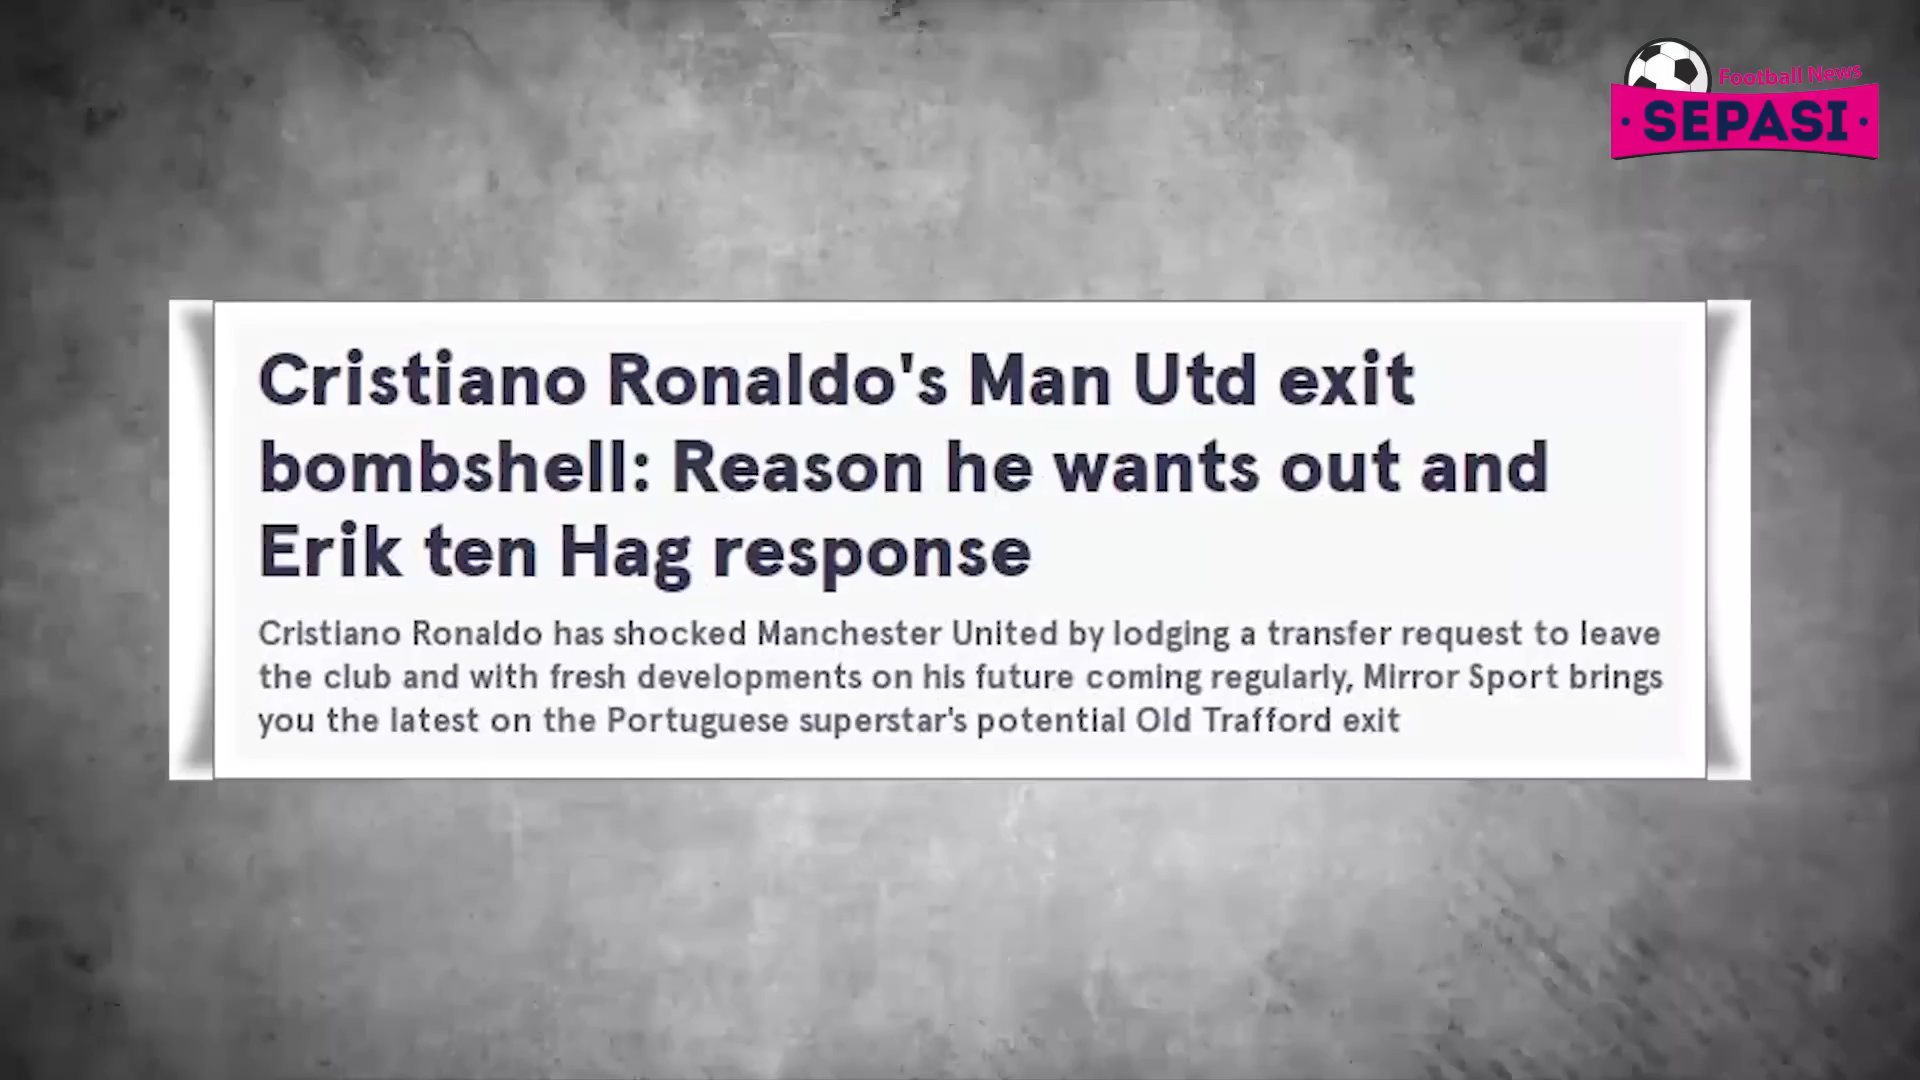 Football News
SEPASI
Cristiano Ronaldo's Man Utd exit
bombshell: Reason he wants out and
Erik ten Hag response
Cristiano Ronaldo has shocked Manchester United by lodging a transfer request to leave
the club and with fresh developments on his future coming regularly, Mirror Sport brings
you the latest on the Portuguese superstar's potential Old Trafford exit